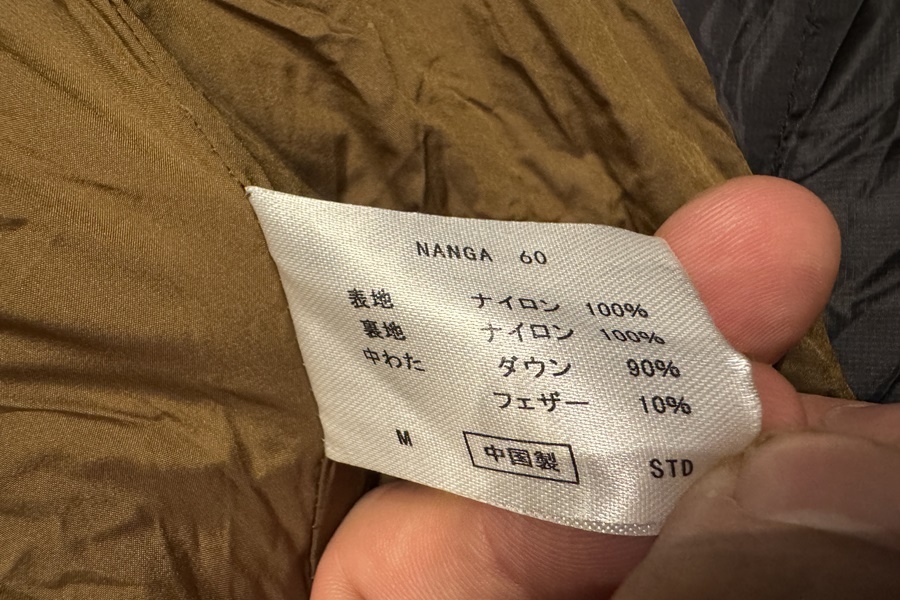 NANGA 60
表地 ナイロン 100%
裏地 ナイロン 100%
中わた ダウン 90%
フェザー 10%
M 中国製 STD